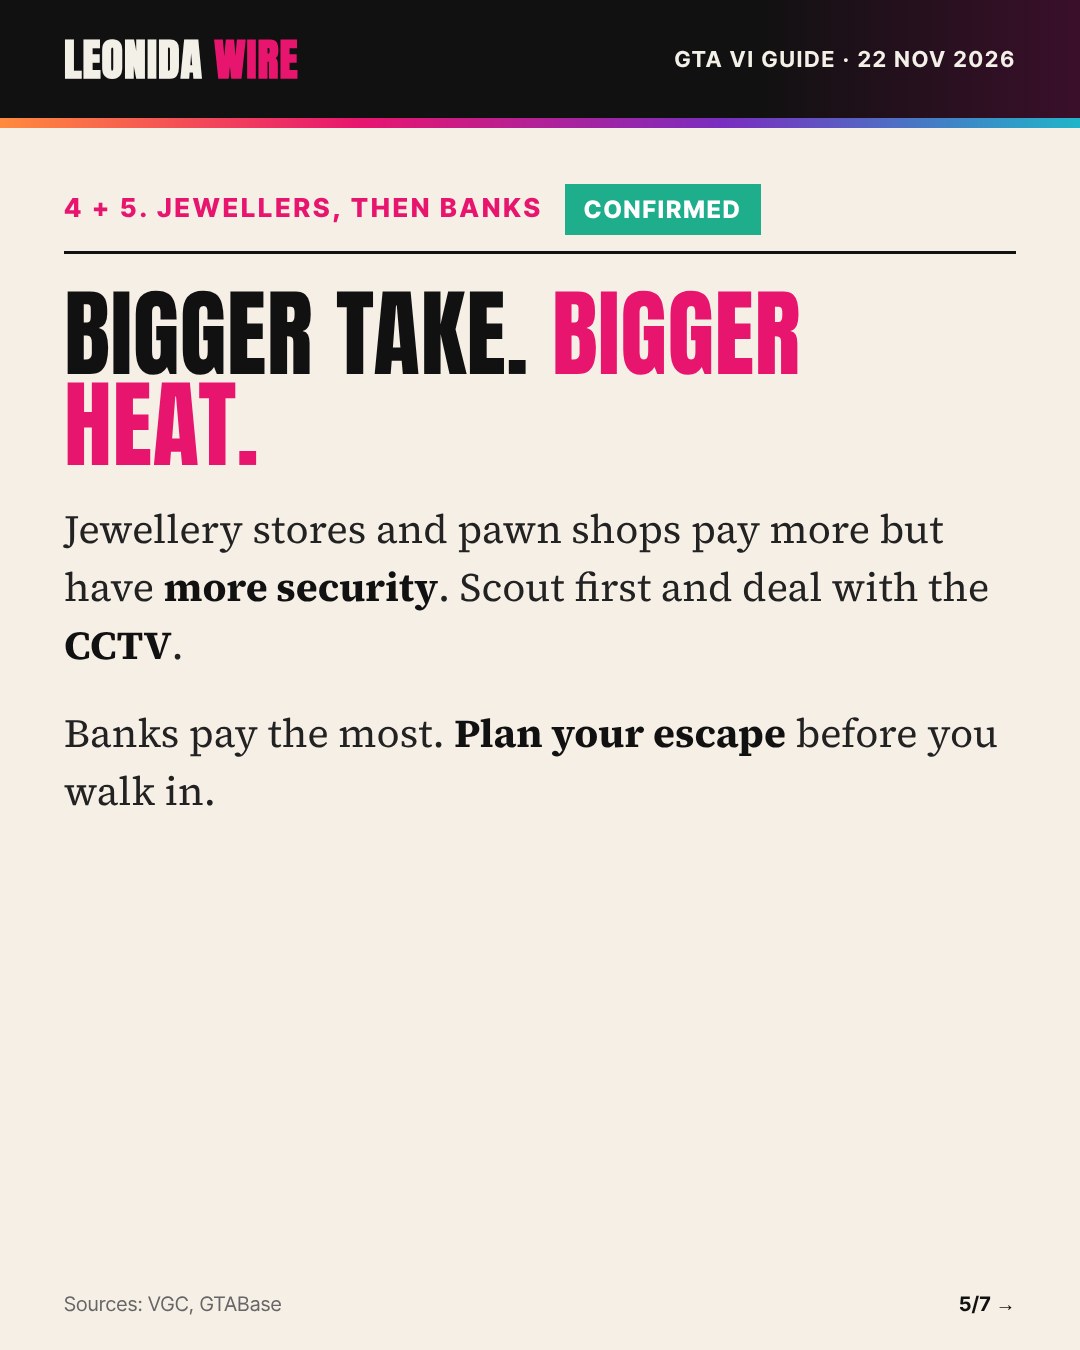 LEONIDA WIRE
GTA VI GUIDE · 22 NOV 2026
4 + 5. JEWELLERS, THEN BANKS
CONFIRMED
BIGGER TAKE. BIGGER
HEAT.
Jewellery stores and pawn shops pay more but
have more security. Scout first and deal with the
CCTV.
Banks pay the most. Plan your escape before you
walk in.
Sources: VGC, GTABase
5/7 →